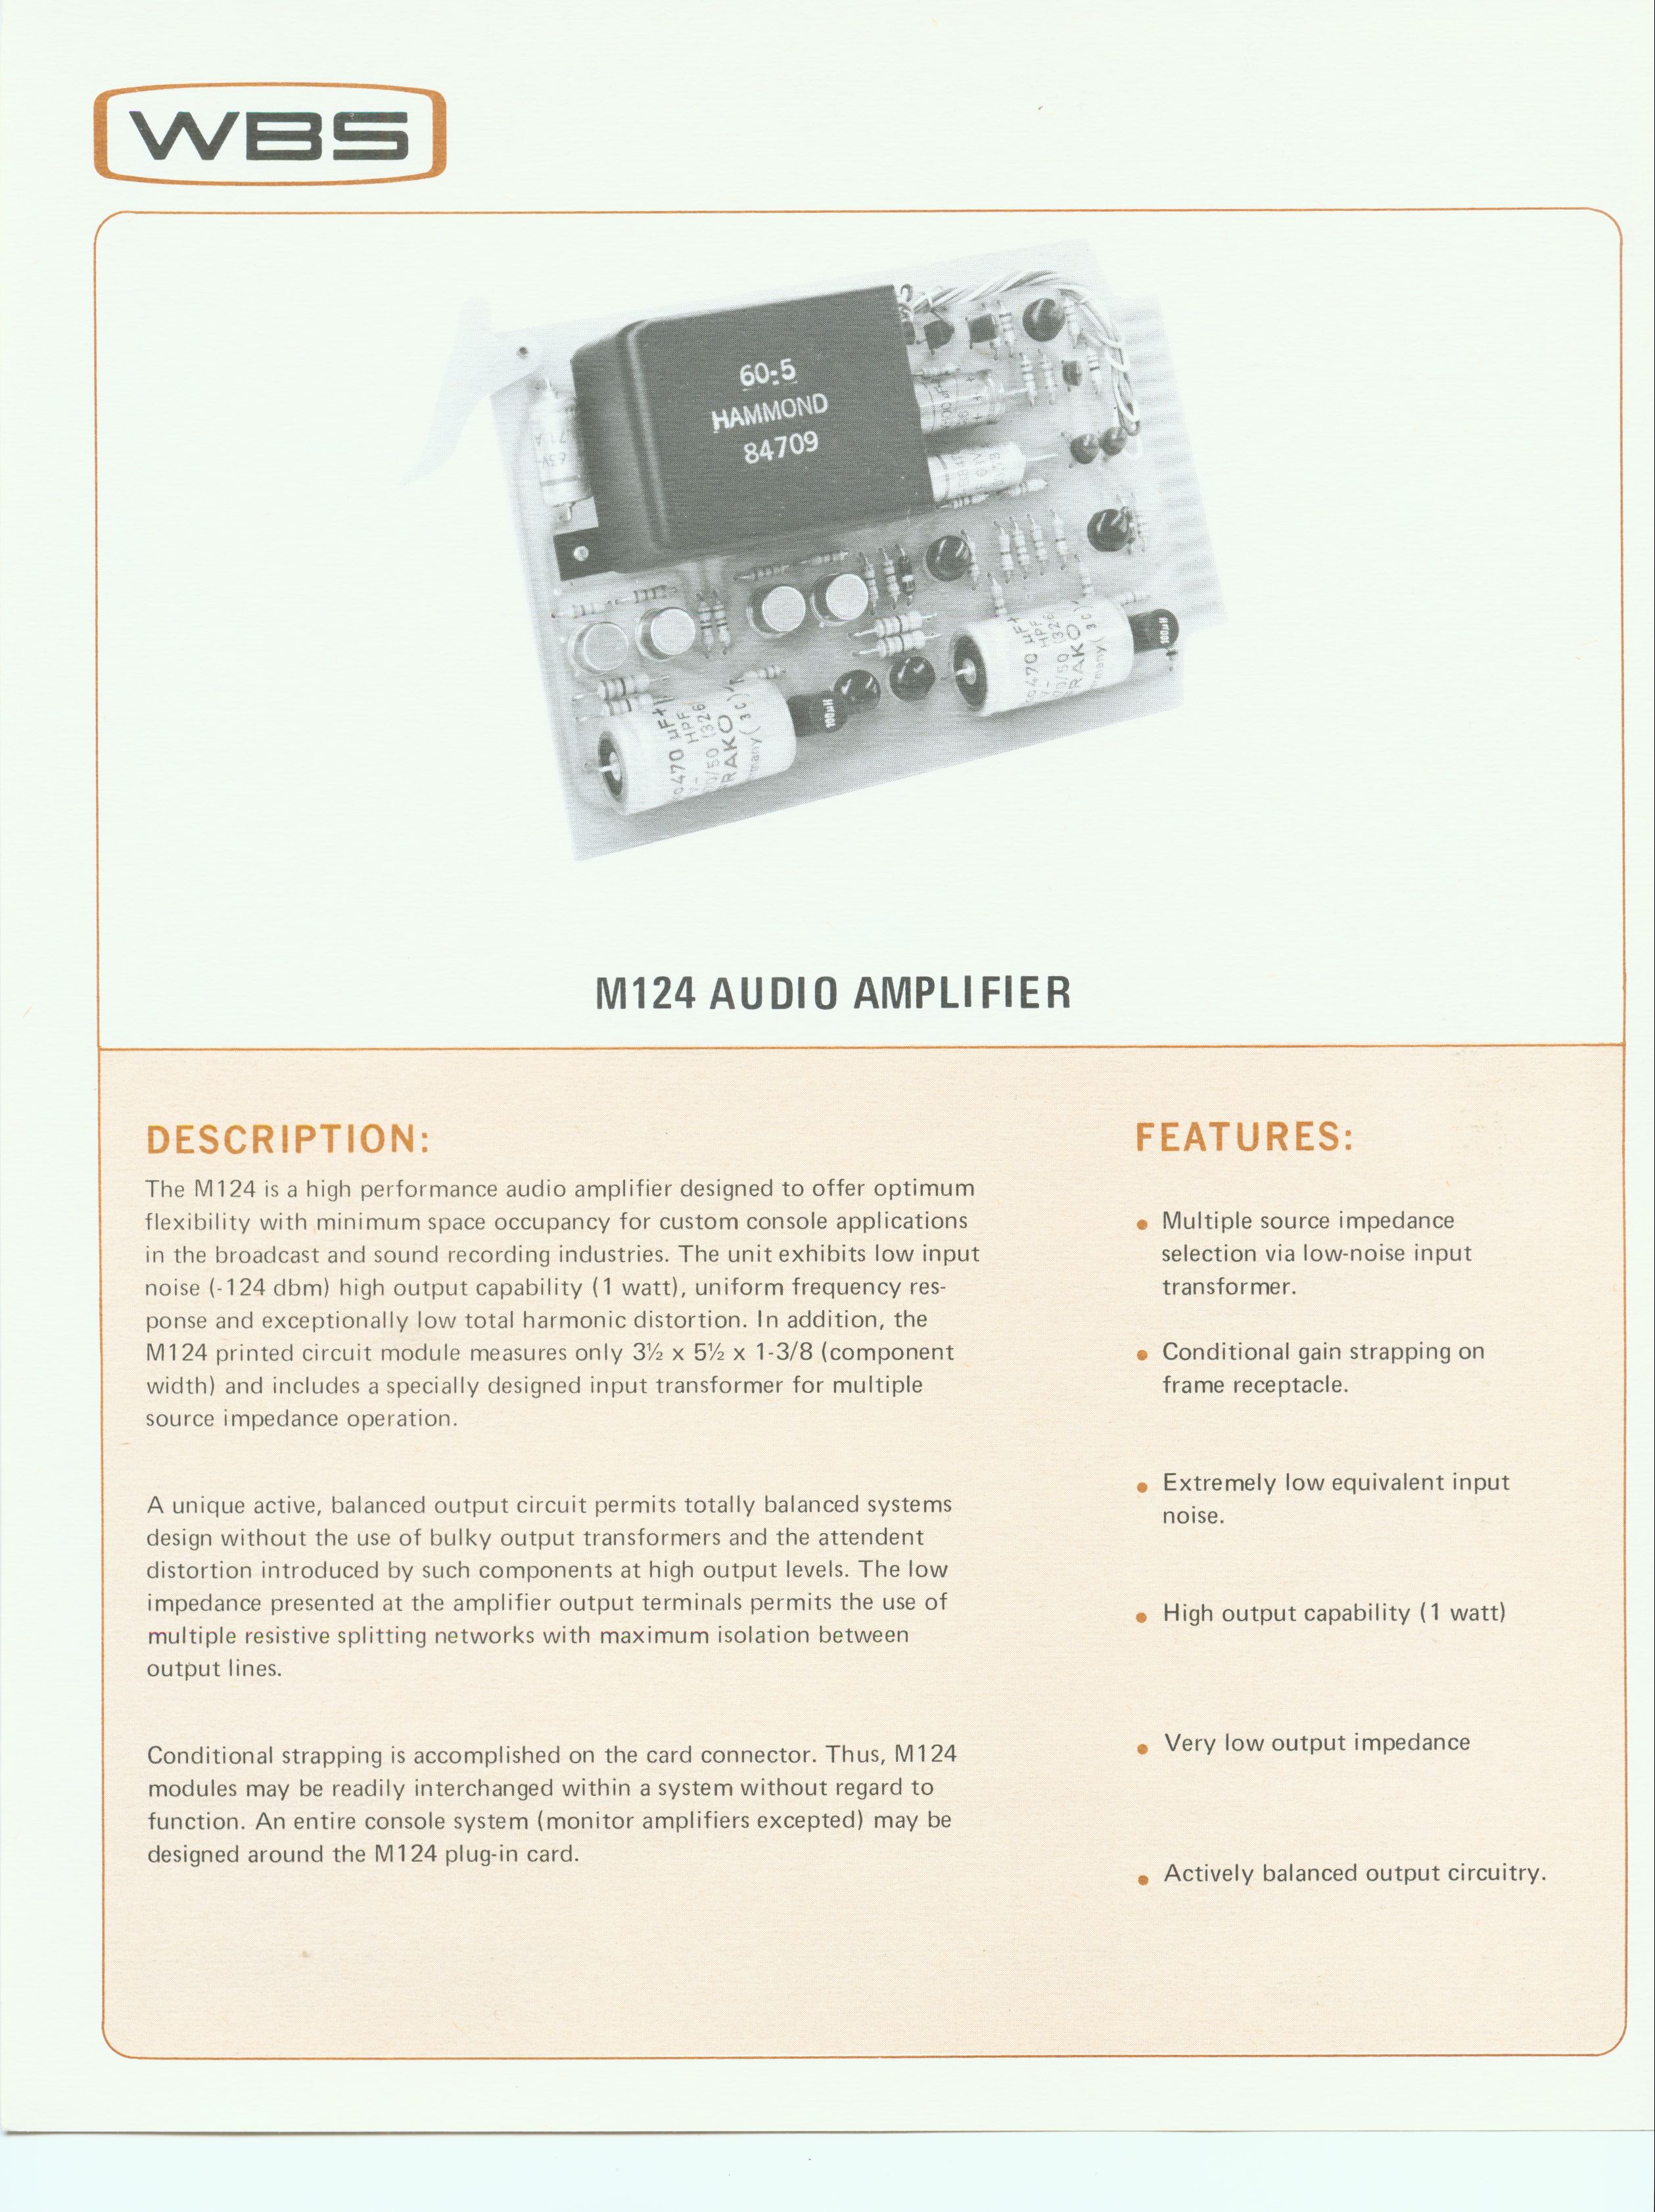 WBS
60-5
HAMMOND
84709
470 µF+
HPF
RAKO
100µH
470 µF+
HPF
RAKO
100µH
M124 AUDIO AMPLIFIER
DESCRIPTION:
The M124 is a high performance audio amplifier designed to offer optimum
flexibility with minimum space occupancy for custom console applications
in the broadcast and sound recording industries. The unit exhibits low input
noise (-124 dbm) high output capability (1 watt), uniform frequency res-
ponse and exceptionally low total harmonic distortion. In addition, the
M124 printed circuit module measures only 3½ x 5½ x 1-3/8 (component
width) and includes a specially designed input transformer for multiple
source impedance operation.
A unique active, balanced output circuit permits totally balanced systems
design without the use of bulky output transformers and the attendent
distortion introduced by such components at high output levels. The low
impedance presented at the amplifier output terminals permits the use of
multiple resistive splitting networks with maximum isolation between
output lines.
Conditional strapping is accomplished on the card connector. Thus, M124
modules may be readily interchanged within a system without regard to
function. An entire console system (monitor amplifiers excepted) may be
designed around the M124 plug-in card.
FEATURES:
• Multiple source impedance
selection via low-noise input
transformer.
• Conditional gain strapping on
frame receptacle.
• Extremely low equivalent input
noise.
• High output capability (1 watt)
• Very low output impedance
• Actively balanced output circuitry.